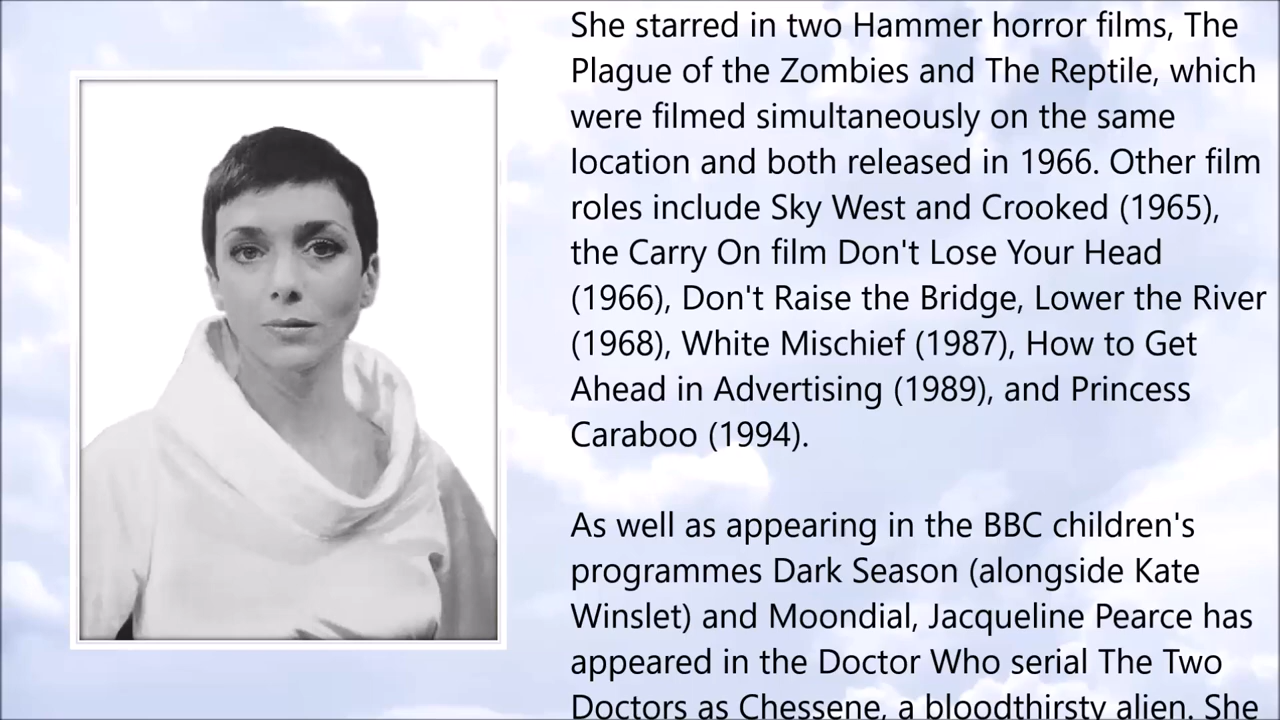 She starred in two Hammer horror films, The
Plague of the Zombies and The Reptile, which
were filmed simultaneously on the same
location and both released in 1966. Other film
roles include Sky West and Crooked (1965),
the Carry On film Don't Lose Your Head
(1966), Don't Raise the Bridge, Lower the River
(1968), White Mischief (1987), How to Get
Ahead in Advertising (1989), and Princess
Caraboo (1994).
As well as appearing in the BBC children's
programmes Dark Season (alongside Kate
Winslet) and Moondial, Jacqueline Pearce has
appeared in the Doctor Who serial The Two
Doctors as Chessene, a bloodthirsty alien. She